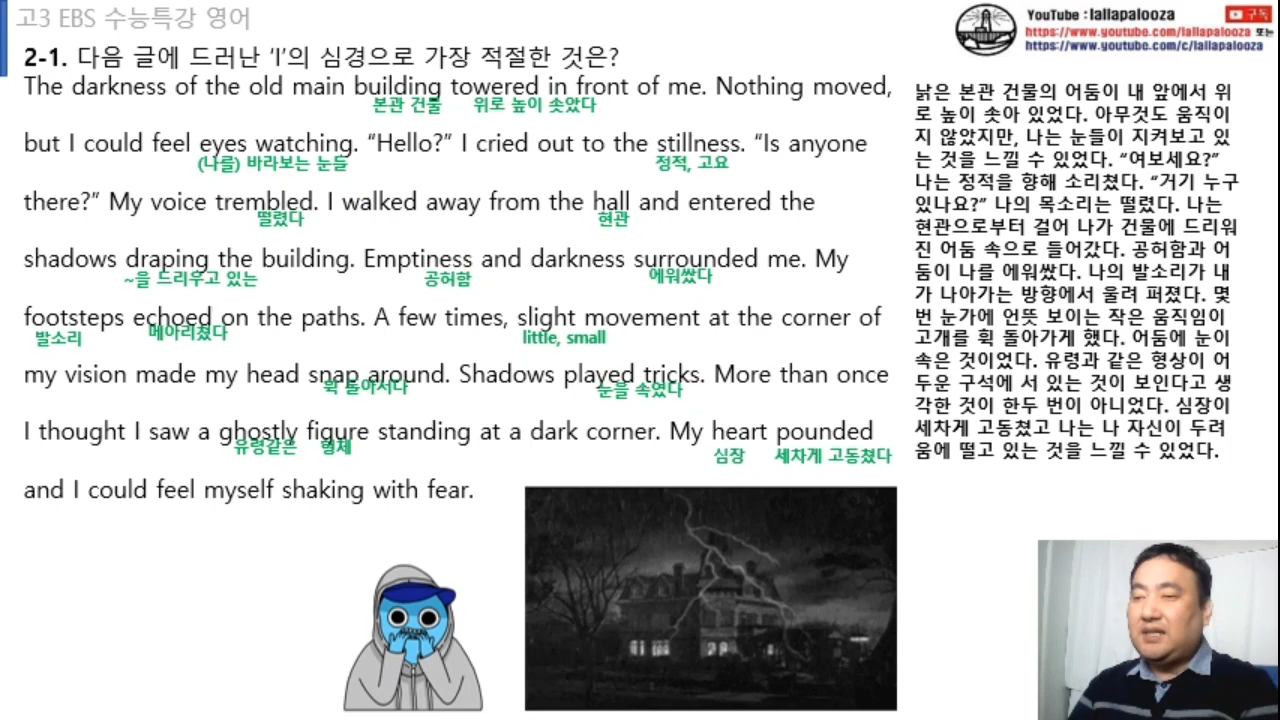 고3 EBS 수능특강 영어
YouTube : lallapalooza
구독
https://www.youtube.com/lallapalooza 또는
https://www.youtube.com/c/lallapalooza
2-1. 다음 글에 드러난 ‘I’의 심경으로 가장 적절한 것은?
The darkness of the old main building towered in front of me. Nothing moved,
본관 건물 위로 높이 솟았다
but I could feel eyes watching. “Hello?” I cried out to the stillness. “Is anyone
(나를) 바라보는 눈들 정적, 고요
there?” My voice trembled. I walked away from the hall and entered the
떨렸다 현관
shadows draping the building. Emptiness and darkness surrounded me. My
~을 드리우고 있는 공허함 에워쌌다
footsteps echoed on the paths. A few times, slight movement at the corner of
발소리 메아리쳤다 little, small
my vision made my head snap around. Shadows played tricks. More than once
휙 돌아서다 눈을 속였다
I thought I saw a ghostly figure standing at a dark corner. My heart pounded
유령같은 형체 심장 세차게 고동쳤다
and I could feel myself shaking with fear.
낡은 본관 건물의 어둠이 내 앞에서 위
로 높이 솟아 있었다. 아무것도 움직이
지 않았지만, 나는 눈들이 지켜보고 있
는 것을 느낄 수 있었다. “여보세요?”
나는 정적을 향해 소리쳤다. “거기 누구
있나요?” 나의 목소리는 떨렸다. 나는
현관으로부터 걸어 나가 건물에 드리워
진 어둠 속으로 들어갔다. 공허함과 어
둠이 나를 에워쌌다. 나의 발소리가 내
가 나아가는 방향에서 울려 퍼졌다. 몇
번 눈가에 언뜻 보이는 작은 움직임이
고개를 휙 돌아가게 했다. 어둠에 눈이
속은 것이었다. 유령과 같은 형상이 어
두운 구석에 서 있는 것이 보인다고 생
각한 것이 한두 번이 아니었다. 심장이
세차게 고동쳤고 나는 나 자신이 두려
움에 떨고 있는 것을 느낄 수 있었다.